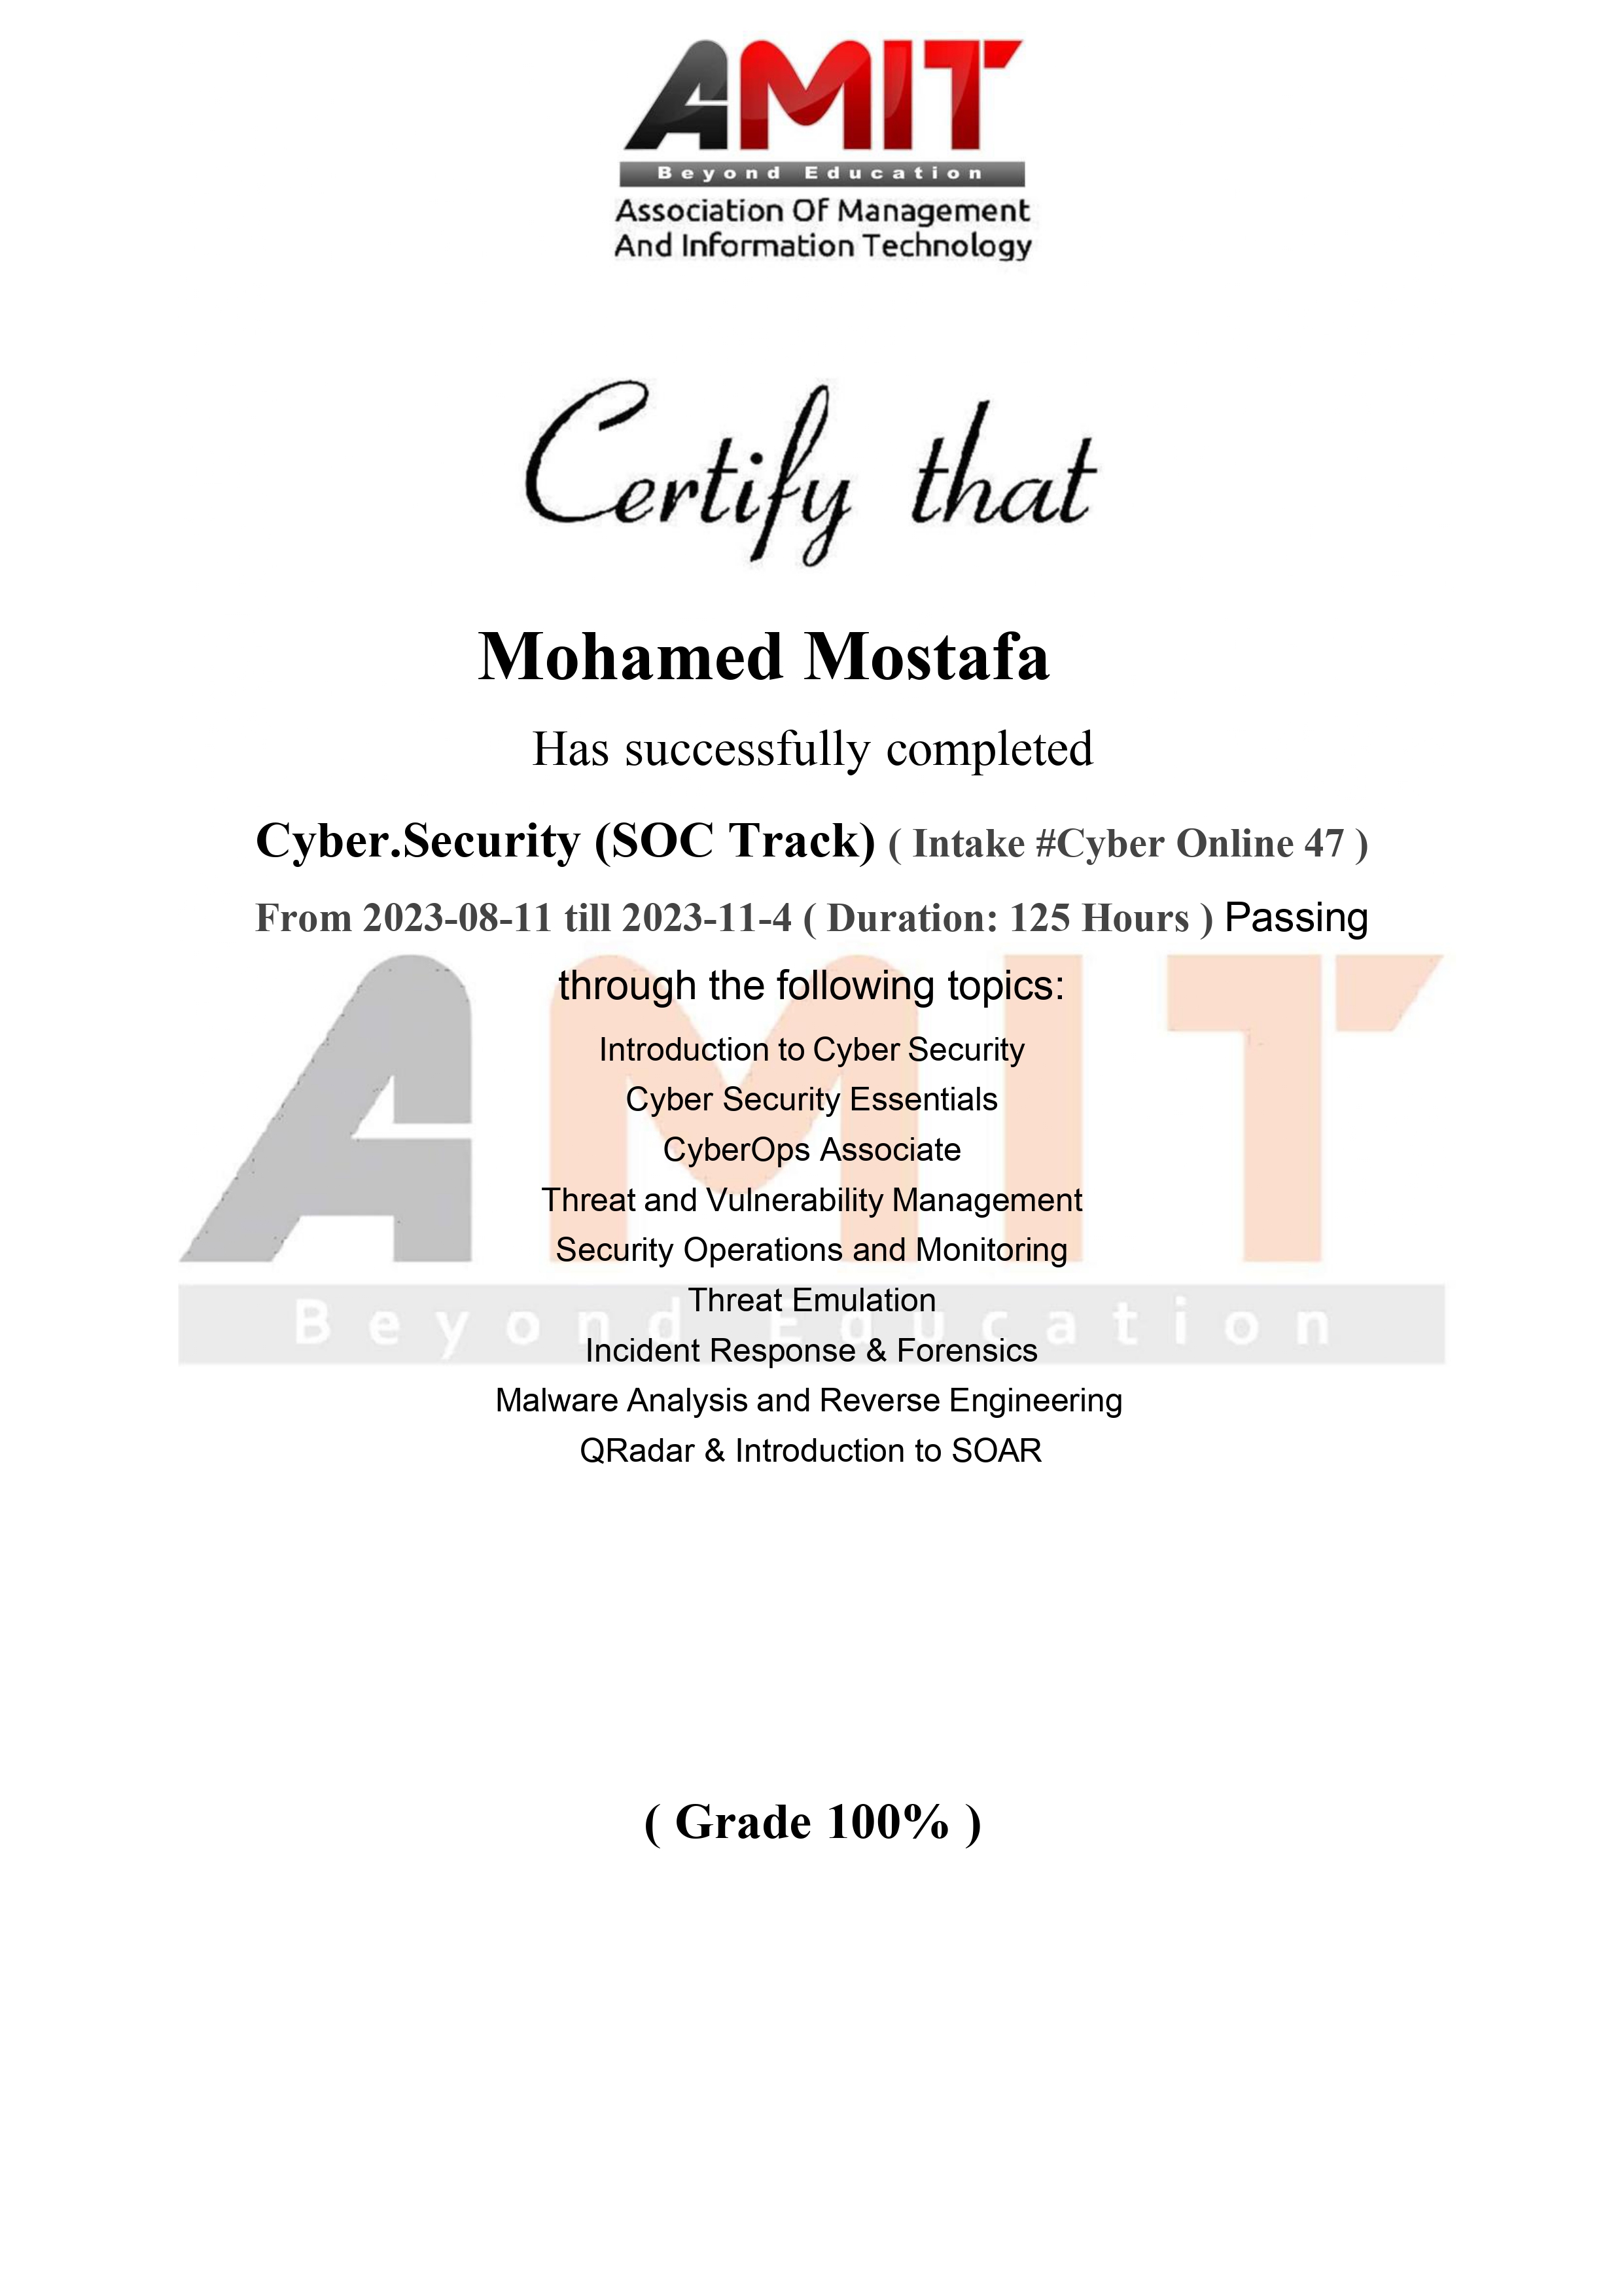 AMIT
Beyond Education
Association Of Management
And Information Technology
Certify that
Mohamed Mostafa
Has successfully completed
Cyber.Security (SOC Track) ( Intake #Cyber Online 47 )
From 2023-08-11 till 2023-11-4 ( Duration: 125 Hours ) Passing
through the following topics:
Introduction to Cyber Security
Cyber Security Essentials
CyberOps Associate
Threat and Vulnerability Management
Security Operations and Monitoring
Threat Emulation
Incident Response & Forensics
Malware Analysis and Reverse Engineering
QRadar & Introduction to SOAR
AMIT
Beyond Education
( Grade 100% )